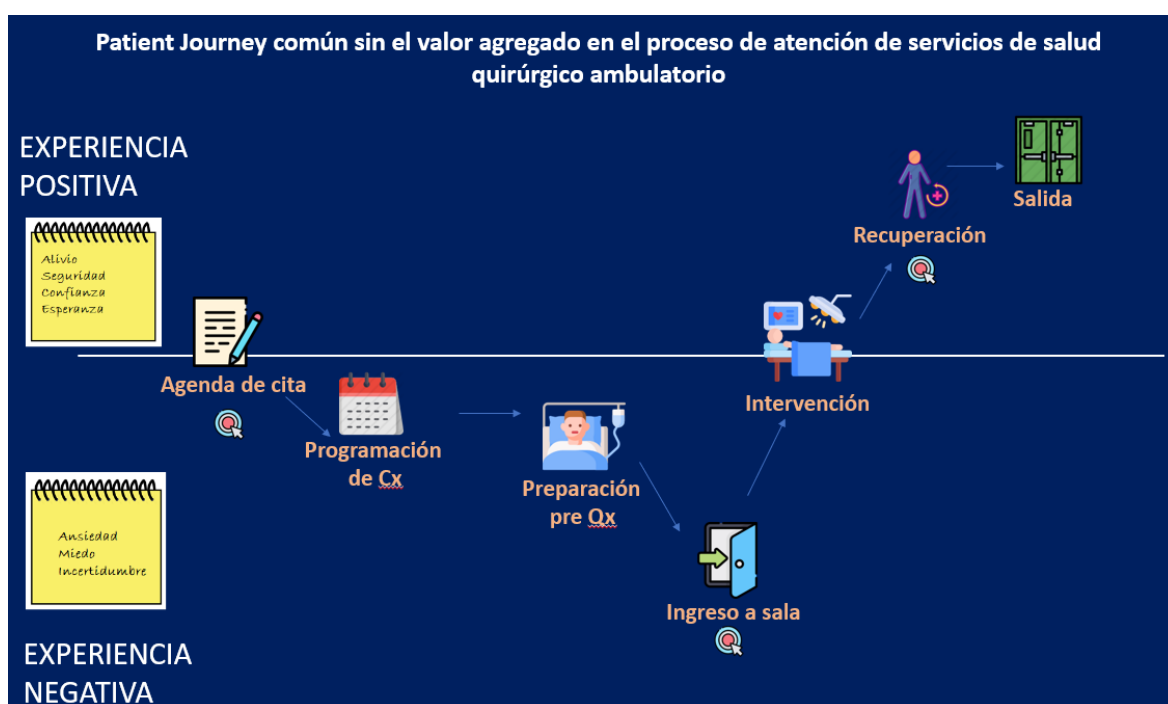 Patient Journey común sin el valor agregado en el proceso de atención de servicios de salud
quirúrgico ambulatorio
EXPERIENCIA
POSITIVA
Alivio
Seguridad
Confianza
Esperanza
Salida
Recuperación
Agenda de cita
Intervención
Programación
de Cx
Preparación
pre Qx
Ansiedad
Miedo
Incertidumbre
Ingreso a sala
EXPERIENCIA
NEGATIVA